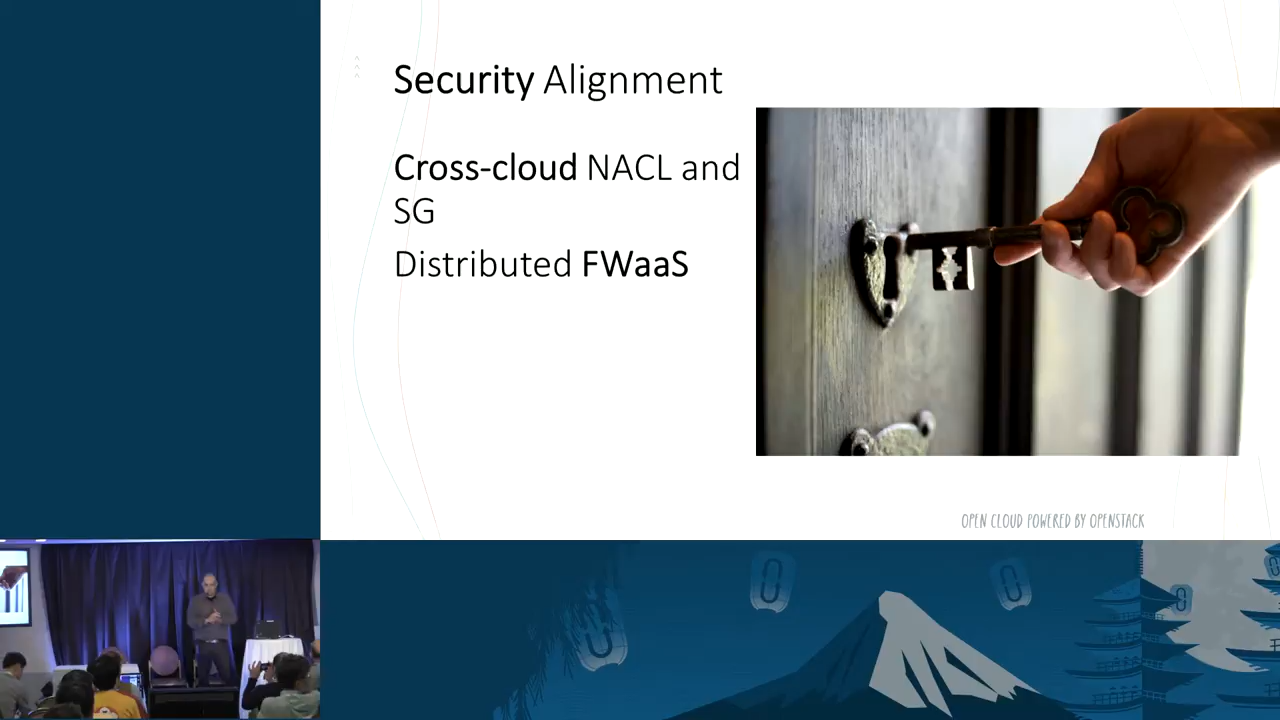 Security Alignment
Cross-cloud NACL and
SG
Distributed FWaaS
OPEN CLOUD POWERED BY OPENSTACK